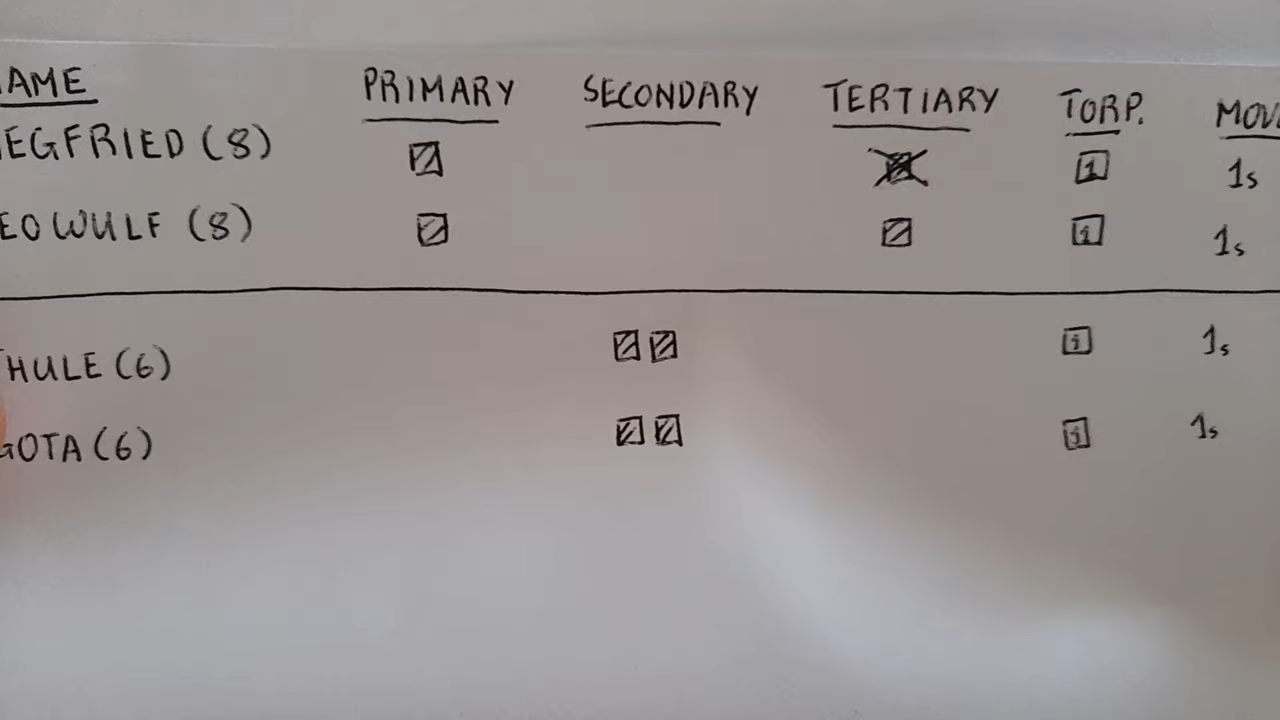 AME PRIMARY SECONDARY TERTIARY TORP. MOV
EGFRIED (8) 1 1s
EOWULF (8) 1 1s
HULE (6) 1 1s
GOTA (6) 1 1s